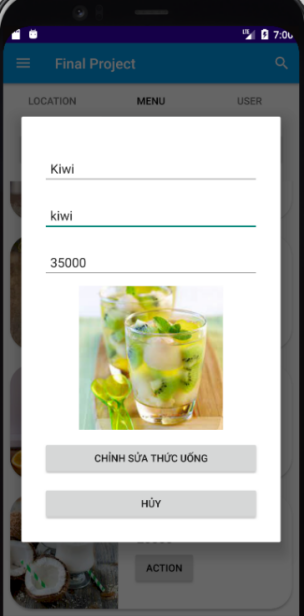 7:00
Final Project
LOCATION MENU USER
Kiwi
kiwi
35000
CHỈNH SỬA THỨC UỐNG
HỦY
ACTION